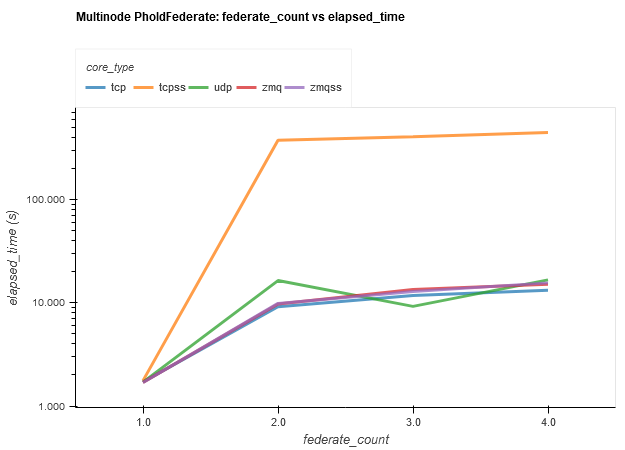 Multinode PholdFederate: federate_count vs elapsed_time
core_type
tcp tcpss udp zmq zmqss
elapsed_time (s)
100.000
10.000
1.000
1.0 2.0 3.0 4.0
federate_count